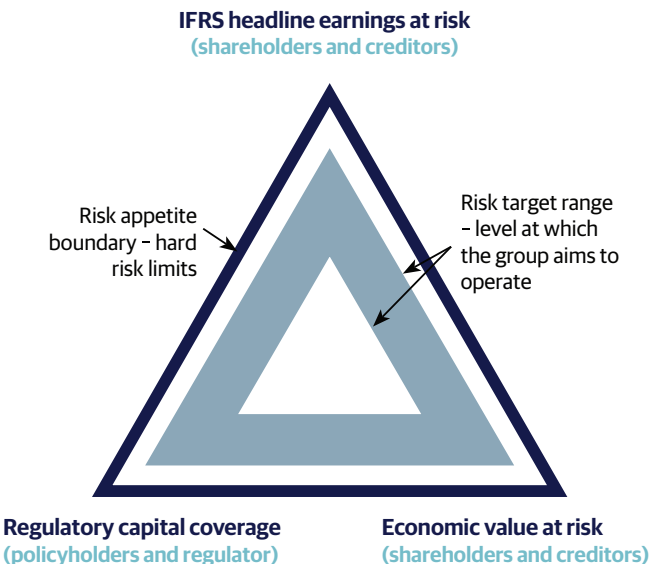 IFRS headline earnings at risk
(shareholders and creditors)
Risk appetite
boundary – hard
risk limits
Risk target range
– level at which
the group aims to
operate
Regulatory capital coverage
(policyholders and regulator)
Economic value at risk
(shareholders and creditors)